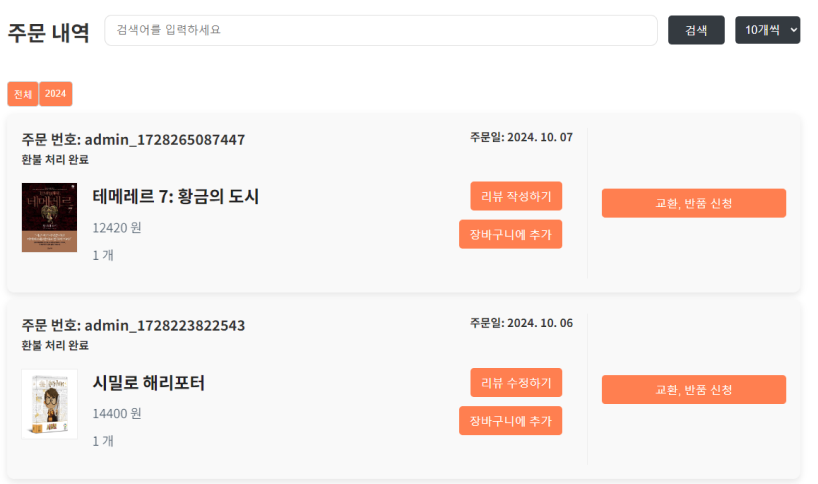 주문 내역
검색어를 입력하세요
검색
10개씩
전체
2024
주문 번호: admin_1728265087447
주문일: 2024. 10. 07
환불 처리 완료
테메레르 7: 황금의 도시
12420 원
1 개
리뷰 작성하기
장바구니에 추가
교환, 반품 신청
주문 번호: admin_1728223822543
주문일: 2024. 10. 06
환불 처리 완료
시밀로 해리포터
14400 원
1 개
리뷰 수정하기
장바구니에 추가
교환, 반품 신청